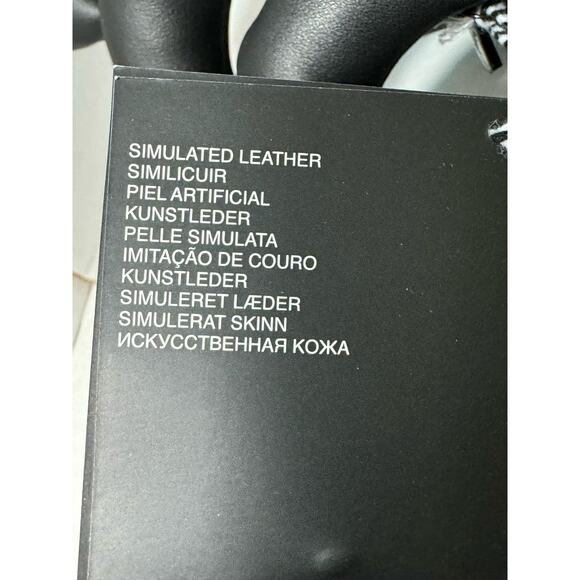 SIMULATED LEATHER
SIMILICUIR
PIEL ARTIFICIAL
KUNSTLEDER
PELLE SIMULATA
IMITAÇÃO DE COURO
KUNSTLEDER
SIMULERET LÆDER
SIMULERAT SKINN
ИСКУССТВЕННАЯ КОЖА